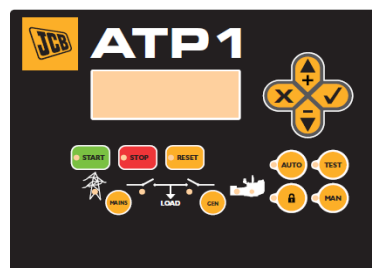 JCB
ATP1
START STOP RESET
AUTO TEST
MAINS LOAD GEN
MAN